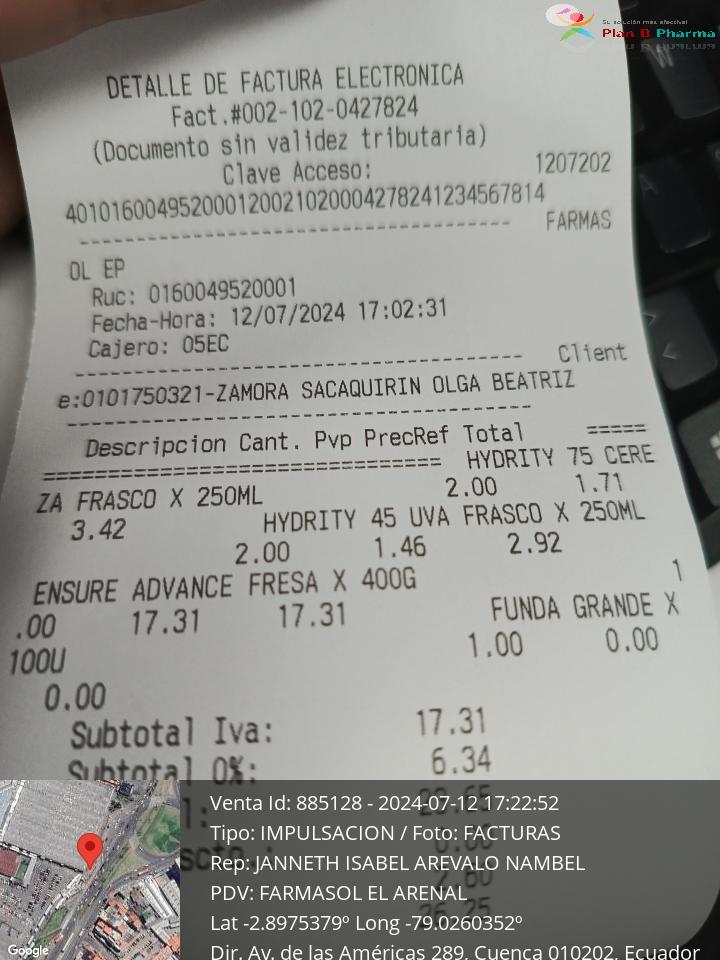 Su solución más efectiva!
Plan B Pharma
DETALLE DE FACTURA ELECTRONICA
Fact.#002-102-0427824
(Documento sin validez tributaria)
Clave Acceso: 1207202
401016004952000120021020004278241234567814
---------------------------------- FARMAS
OL EP
Ruc: 0160049520001
Fecha-Hora: 12/07/2024 17:02:31
Cajero: 05EC
---------------------------------- Client
e:0101750321-ZAMORA SACAQUIRIN OLGA BEATRIZ
----------------------------------
Descripcion Cant. Pvp PrecRef Total =====
============================= HYDRITY 75 CERE
ZA FRASCO X 250ML 2.00 1.71
3.42 HYDRITY 45 UVA FRASCO X 250ML
2.00 1.46 2.92
ENSURE ADVANCE FRESA X 400G 1
.00 17.31 17.31 FUNDA GRANDE X
100U 1.00 0.00
0.00
Subtotal Iva: 17.31
Subtotal 0%: 6.34
Venta Id: 885128 - 2024-07-12 17:22:52
Tipo: IMPULSACION / Foto: FACTURAS
Rep: JANNETH ISABEL AREVALO NAMBEL
PDV: FARMASOL EL ARENAL
Lat -2.8975379º Long -79.0260352º
Dir. Av. de las Américas 289, Cuenca 010202, Ecuador
Google